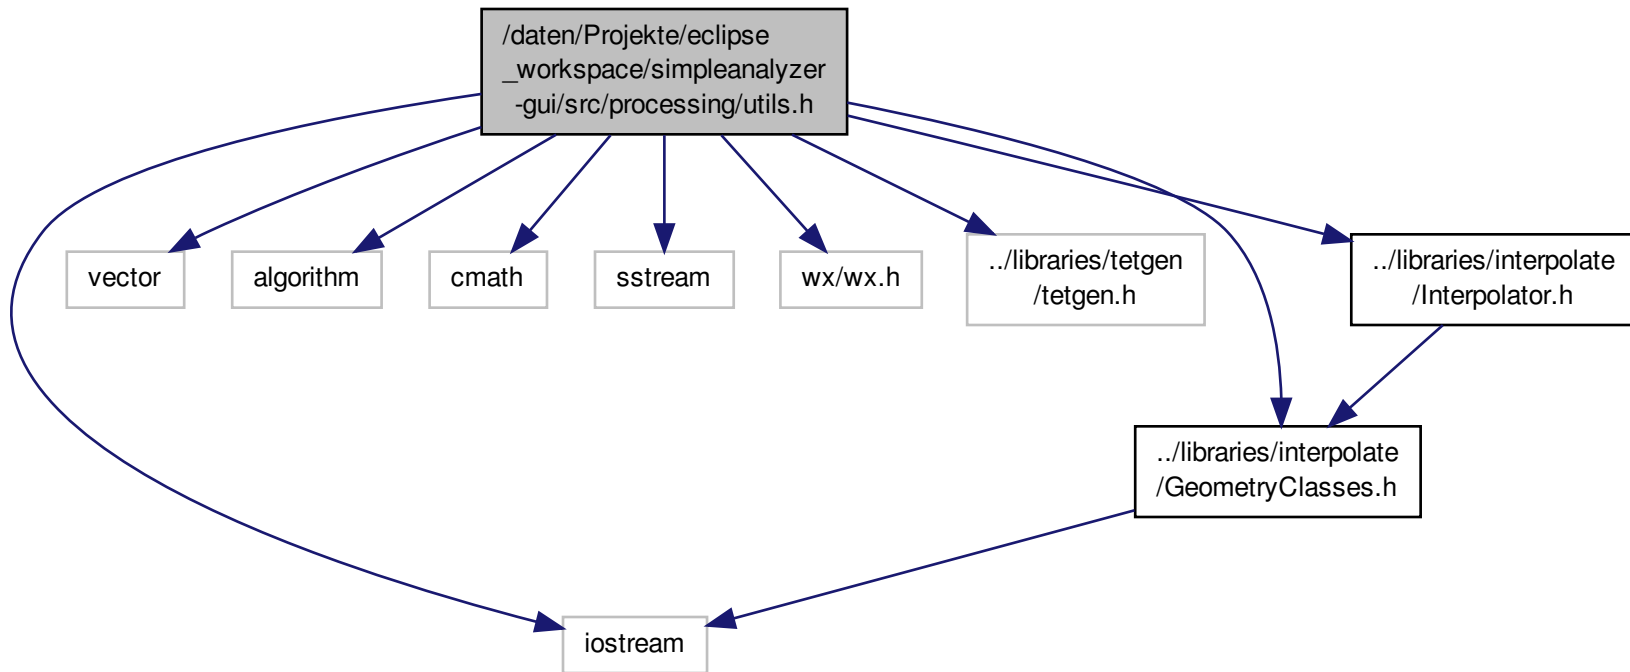 /daten/Projekte/eclipse
_workspace/simpleanalyzer
-gui/src/processing/utils.h
vector
algorithm
cmath
sstream
wx/wx.h
../libraries/tetgen
/tetgen.h
../libraries/interpolate
/Interpolator.h
../libraries/interpolate
/GeometryClasses.h
iostream